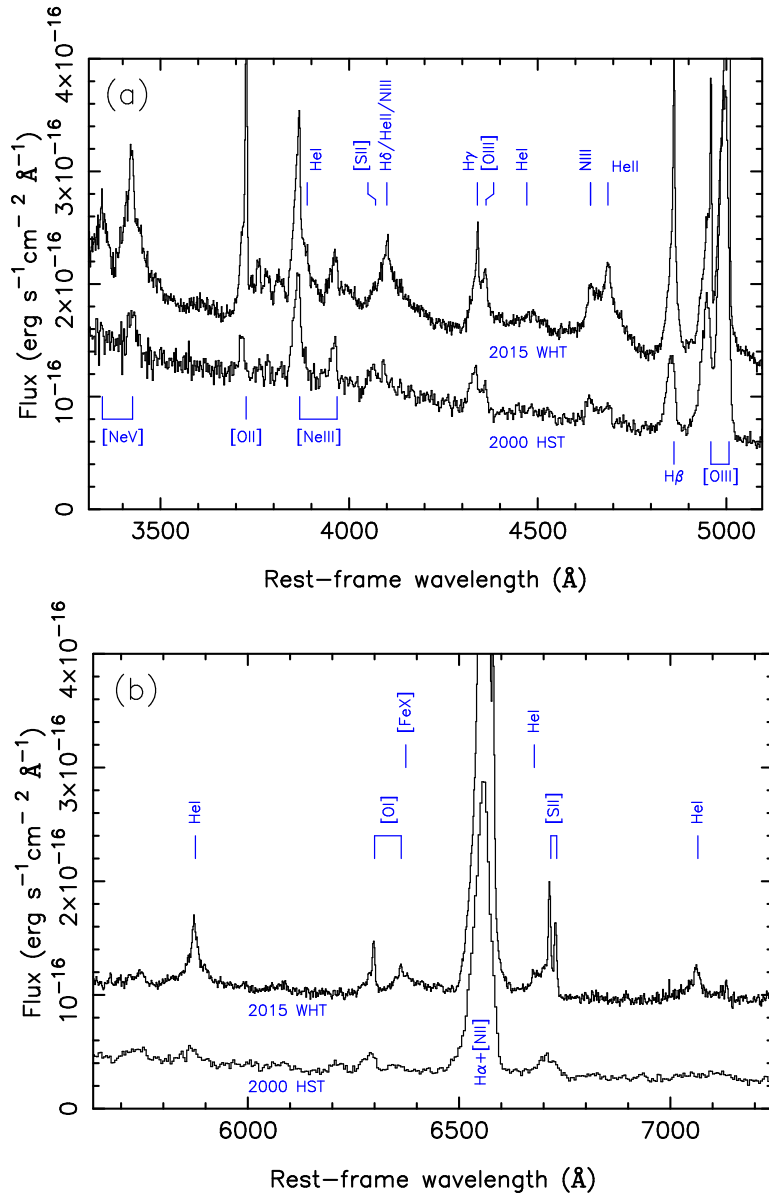 (a)
Flux (erg s⁻¹cm⁻² Å⁻¹)
4×10⁻¹⁶
3×10⁻¹⁶
2×10⁻¹⁶
10⁻¹⁶
0
HeI
[SII]
Hδ/HeII/NIII
Hγ
[OIII]
HeI
NIII
HeII
2015 WHT
2000 HST
[NeV]
[OII]
[NeIII]
Hβ
[OIII]
3500
4000
4500
5000
Rest-frame wavelength (Å)
(b)
Flux (erg s⁻¹cm⁻² Å⁻¹)
4×10⁻¹⁶
3×10⁻¹⁶
2×10⁻¹⁶
10⁻¹⁶
0
[FeX]
HeI
HeI
[OI]
[SII]
HeI
2015 WHT
2000 HST
Hα+[NII]
6000
6500
7000
Rest-frame wavelength (Å)